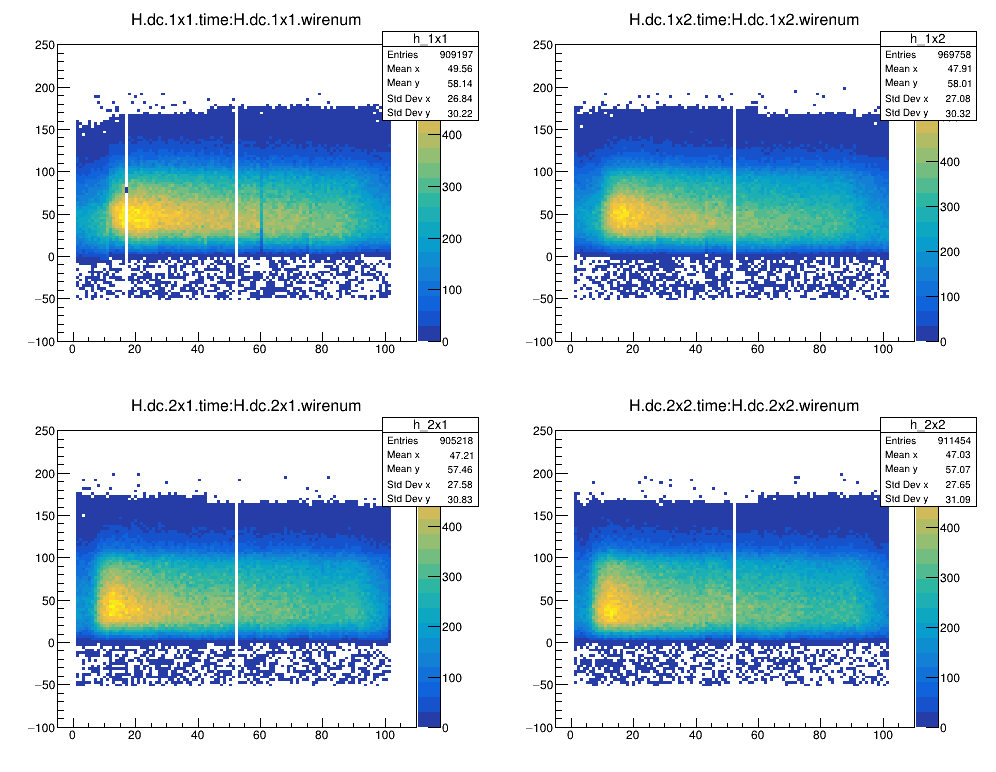 H.dc.1x1.time:H.dc.1x1.wirenum
h_1x1
Entries 909197
Mean x 49.56
Mean y 58.14
Std Dev x 26.84
Std Dev y 30.22
250
200
150
100
50
0
−50
−100
0 20 40 60 80 100
400
300
200
100
0
H.dc.1x2.time:H.dc.1x2.wirenum
h_1x2
Entries 969758
Mean x 47.91
Mean y 58.01
Std Dev x 27.08
Std Dev y 30.32
250
200
150
100
50
0
−50
−100
0 20 40 60 80 100
400
300
200
100
0
H.dc.2x1.time:H.dc.2x1.wirenum
h_2x1
Entries 905218
Mean x 47.21
Mean y 57.46
Std Dev x 27.58
Std Dev y 30.83
250
200
150
100
50
0
−50
−100
0 20 40 60 80 100
400
300
200
100
0
H.dc.2x2.time:H.dc.2x2.wirenum
h_2x2
Entries 911454
Mean x 47.03
Mean y 57.07
Std Dev x 27.65
Std Dev y 31.09
250
200
150
100
50
0
−50
−100
0 20 40 60 80 100
400
300
200
100
0